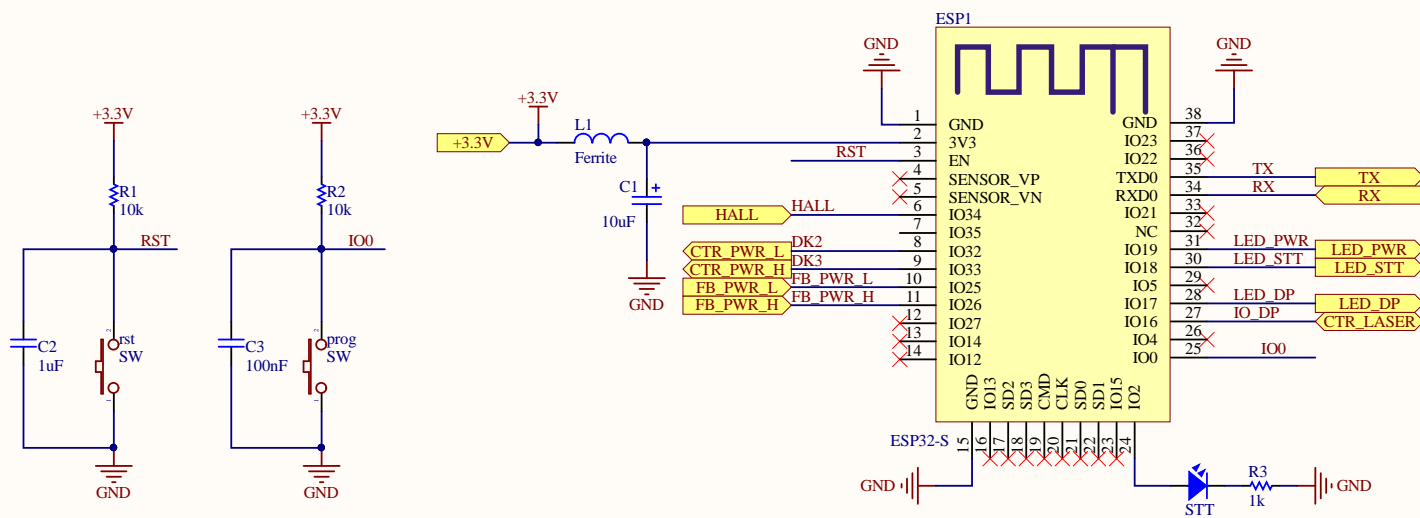 +3.3V
R1
10k
RST
C2
1uF
2
rst
SW
1
GND
+3.3V
R2
10k
IO0
C3
100nF
2
prog
SW
1
GND
+3.3V
+3.3V
L1
Ferrite
C1
+
10uF
GND
ESP1
GND
GND
1 GND
2 3V3
RST 3 EN
4 SENSOR_VP
5 SENSOR_VN
HALL HALL 6 IO34
7 IO35
CTR_PWR_L DK2 8 IO32
CTR_PWR_H DK3 9 IO33
FB_PWR_L FB_PWR_L 10 IO25
FB_PWR_H FB_PWR_H 11 IO26
12 IO27
13 IO14
14 IO12
GND 38
IO23 37
IO22 36
TXD0 35 TX TX
RXD0 34 RX RX
IO21 33
NC 32
IO19 31 LED_PWR LED_PWR
IO18 30 LED_STT LED_STT
IO5 29
IO17 28 LED_DP LED_DP
IO16 27 IO_DP CTR_LASER
IO4 26
IO0 25 IO0
GND IO13 SD2 SD3 CMD CLK SD0 SD1 IO15 IO2
ESP32-S
15 16 17 18 19 20 21 22 23 24
GND
STT
R3
1k
GND